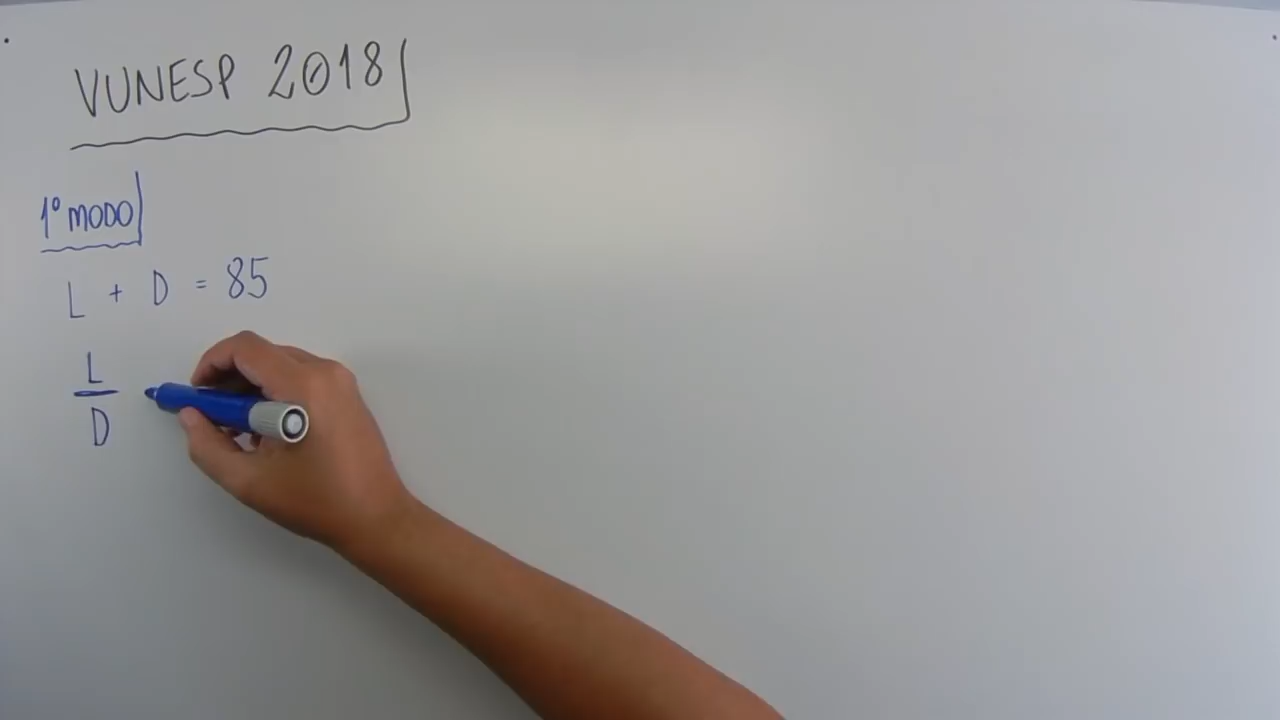 VUNESP 2018
1º MODO
L + D = 85
L
D